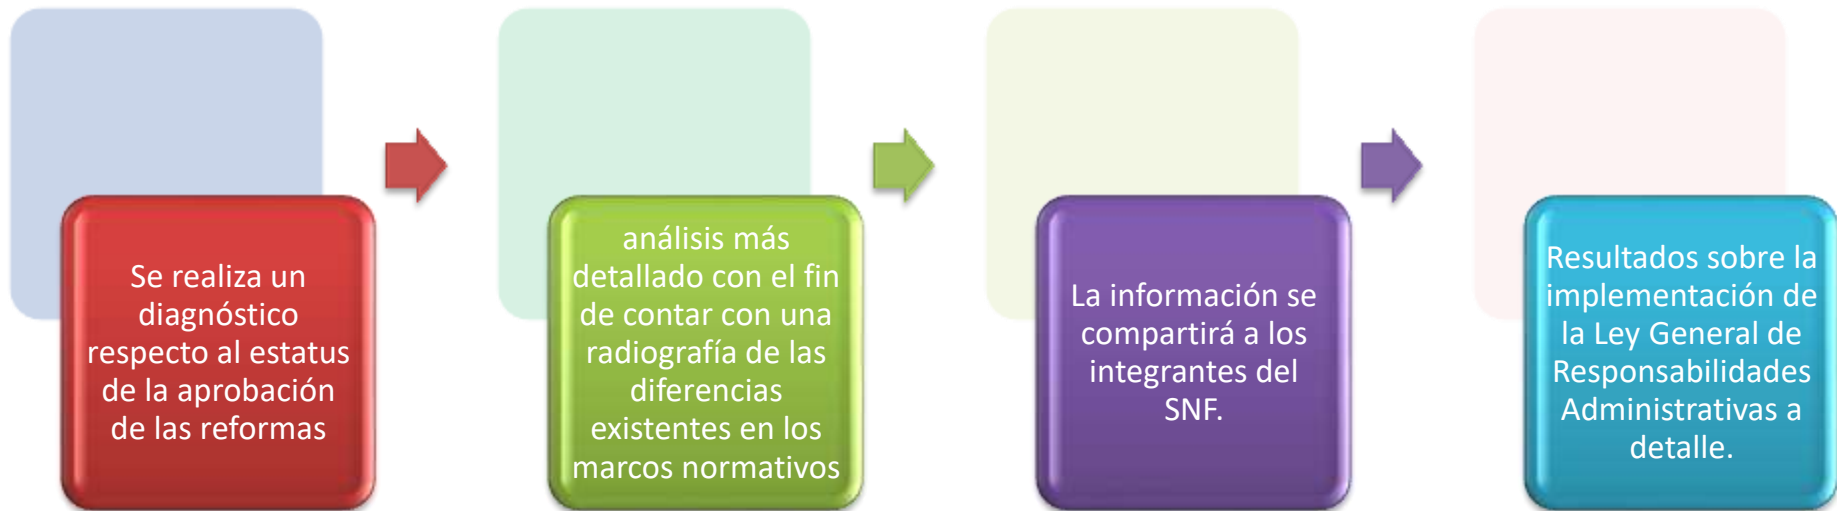 Se realiza un
diagnóstico
respecto al estatus
de la aprobación
de las reformas
análisis más
detallado con el fin
de contar con una
radiografía de las
diferencias
existentes en los
marcos normativos
La información se
compartirá a los
integrantes del
SNF.
Resultados sobre la
implementación de
la Ley General de
Responsabilidades
Administrativas a
detalle.